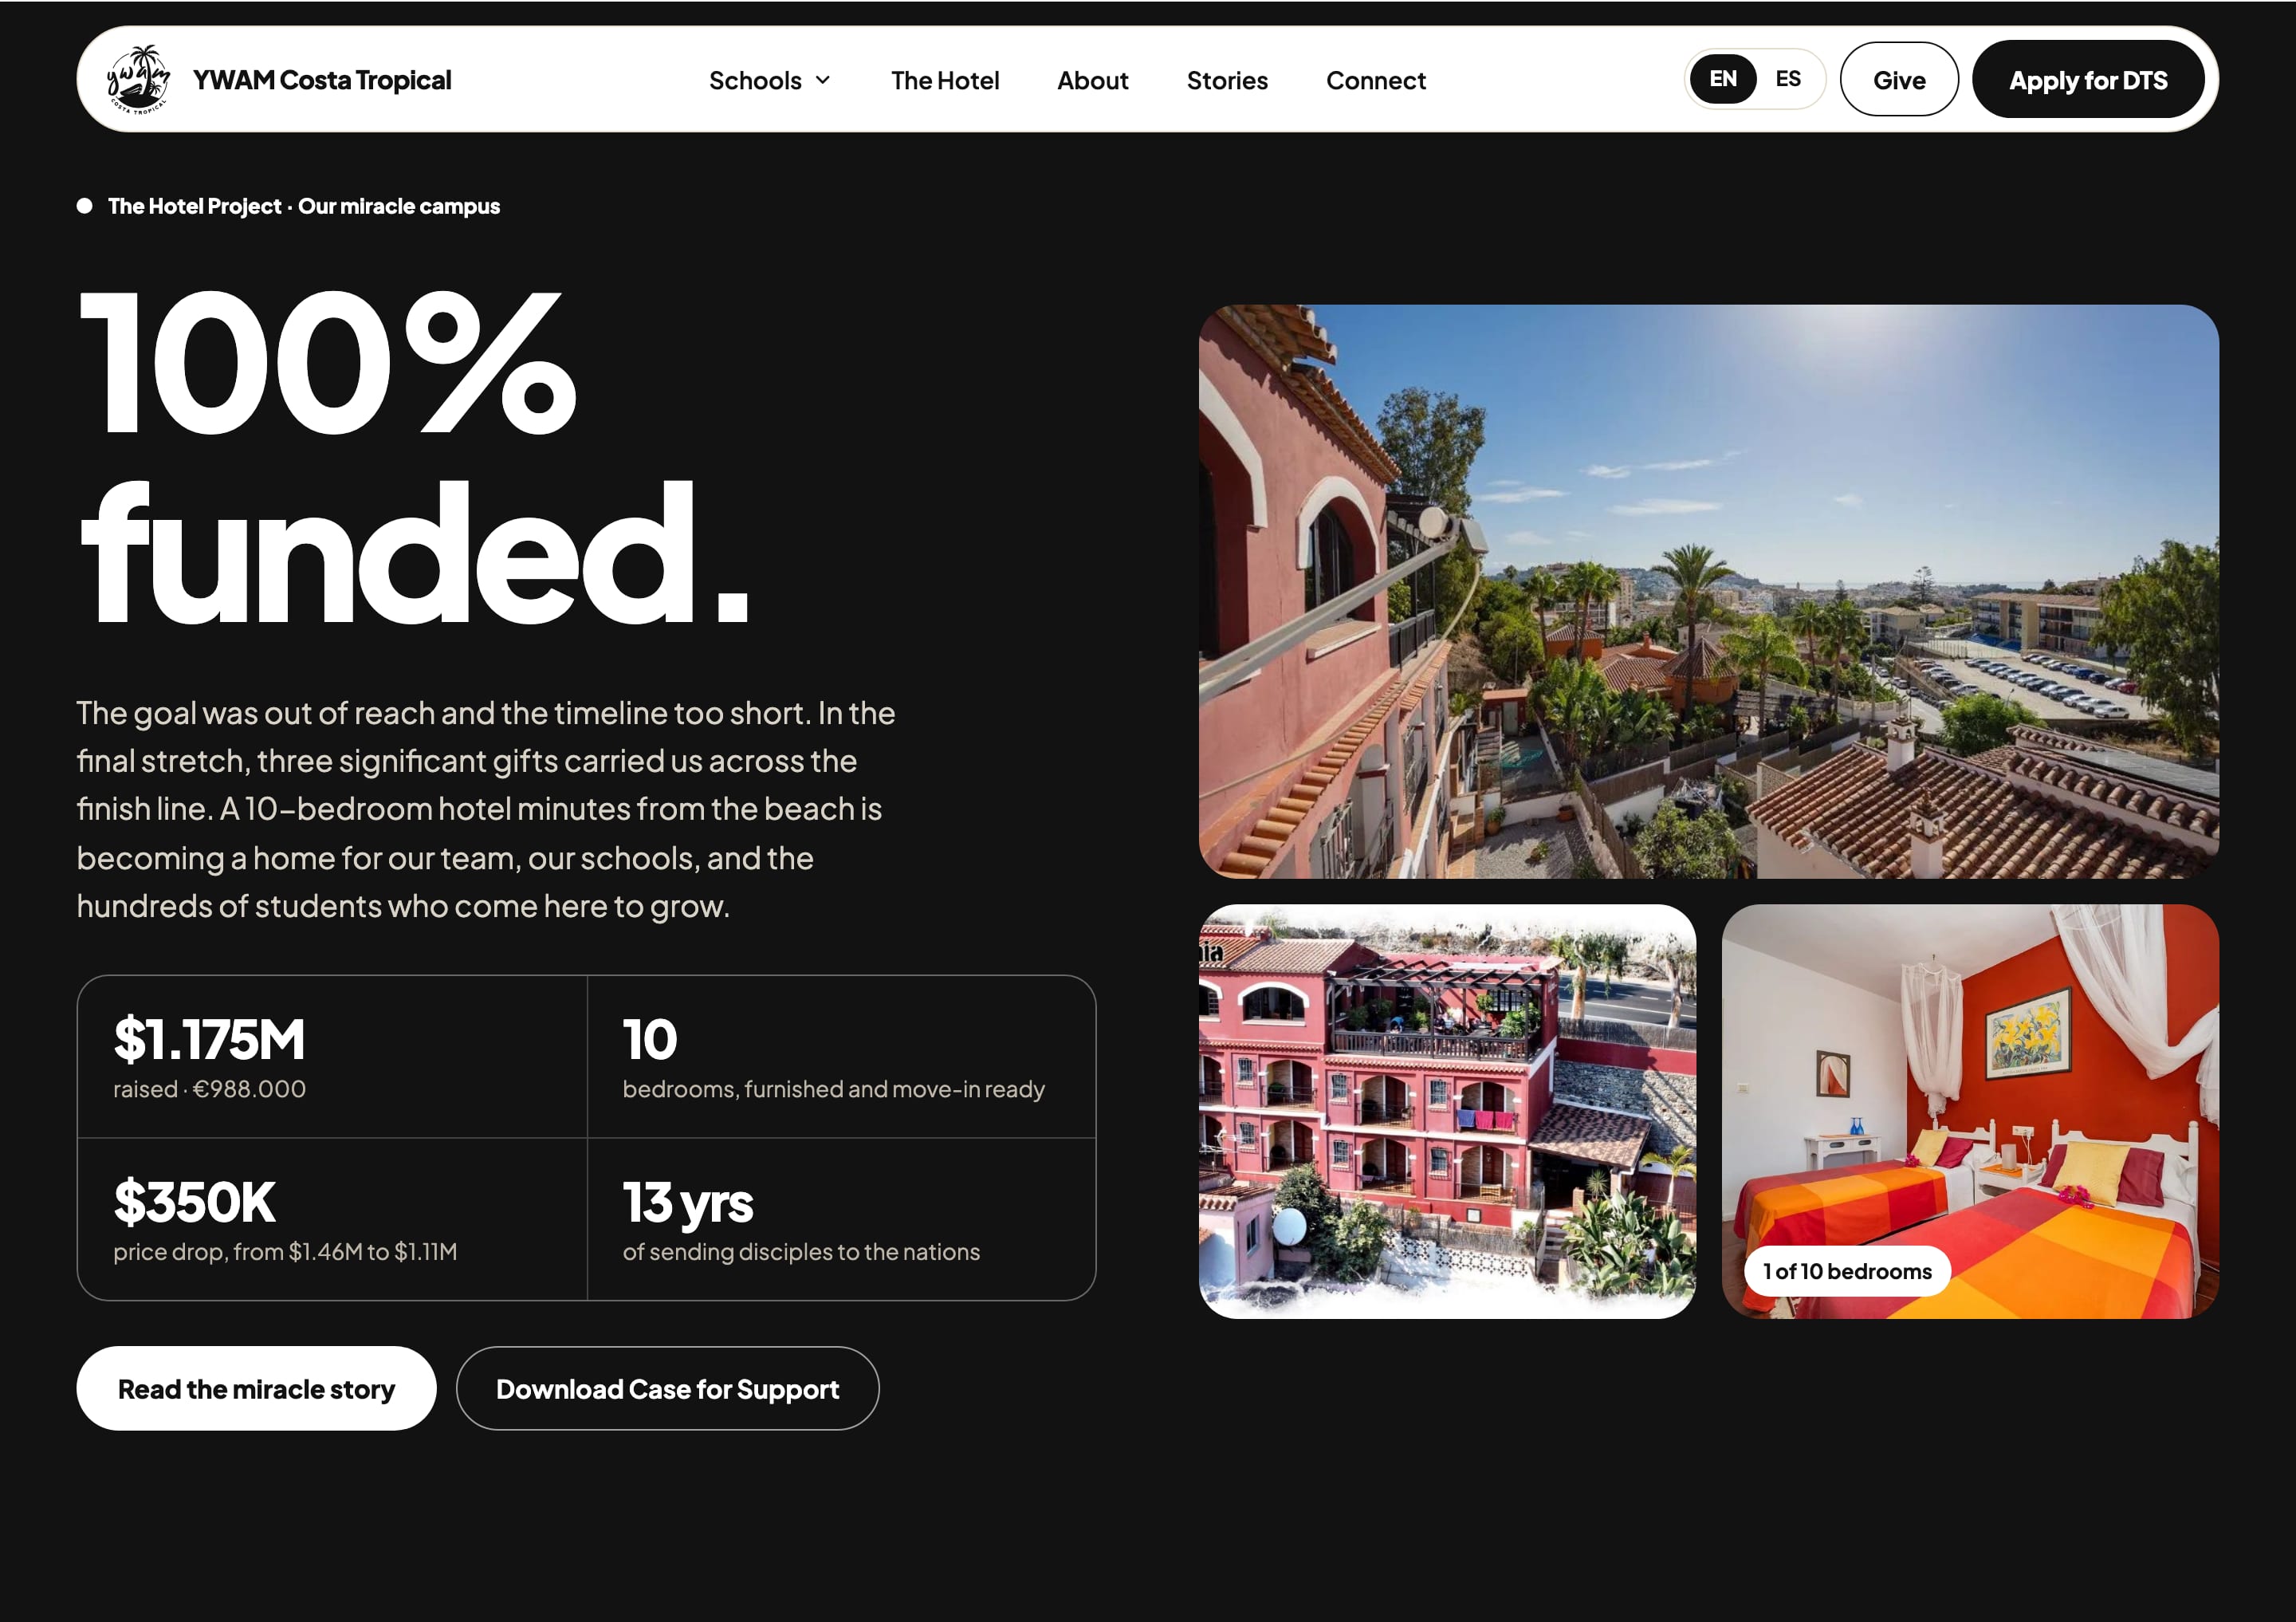 ywam
COSTA TROPICAL
YWAM Costa Tropical
Schools
The Hotel
About
Stories
Connect
EN
ES
Give
Apply for DTS
The Hotel Project · Our miracle campus
100%
funded.
The goal was out of reach and the timeline too short. In the
final stretch, three significant gifts carried us across the
finish line. A 10-bedroom hotel minutes from the beach is
becoming a home for our team, our schools, and the
hundreds of students who come here to grow.
$1.175M
raised · €988.000
10
bedrooms, furnished and move-in ready
$350K
price drop, from $1.46M to $1.11M
13 yrs
of sending disciples to the nations
Read the miracle story
Download Case for Support
ia
1 of 10 bedrooms